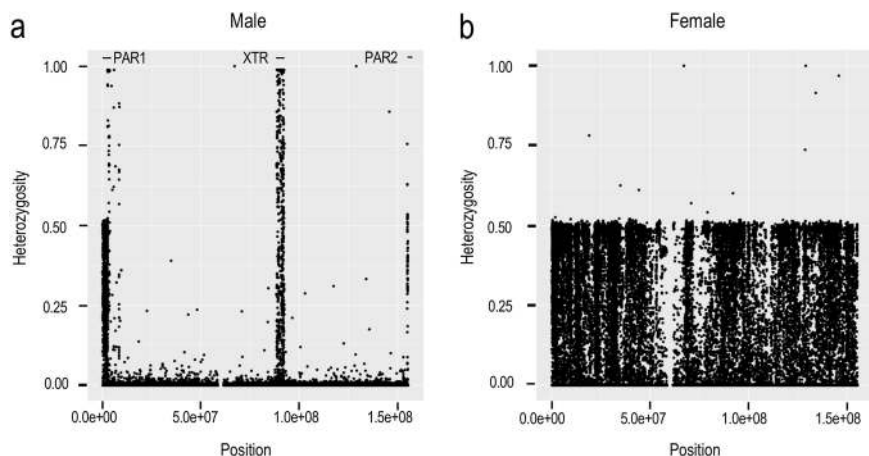 a
Male
PAR1
XTR
PAR2
1.00
0.75
0.50
0.25
0.00
Heterozygosity
0.0e+00
5.0e+07
1.0e+08
1.5e+08
Position
b
Female
1.00
0.75
0.50
0.25
0.00
Heterozygosity
0.0e+00
5.0e+07
1.0e+08
1.5e+08
Position